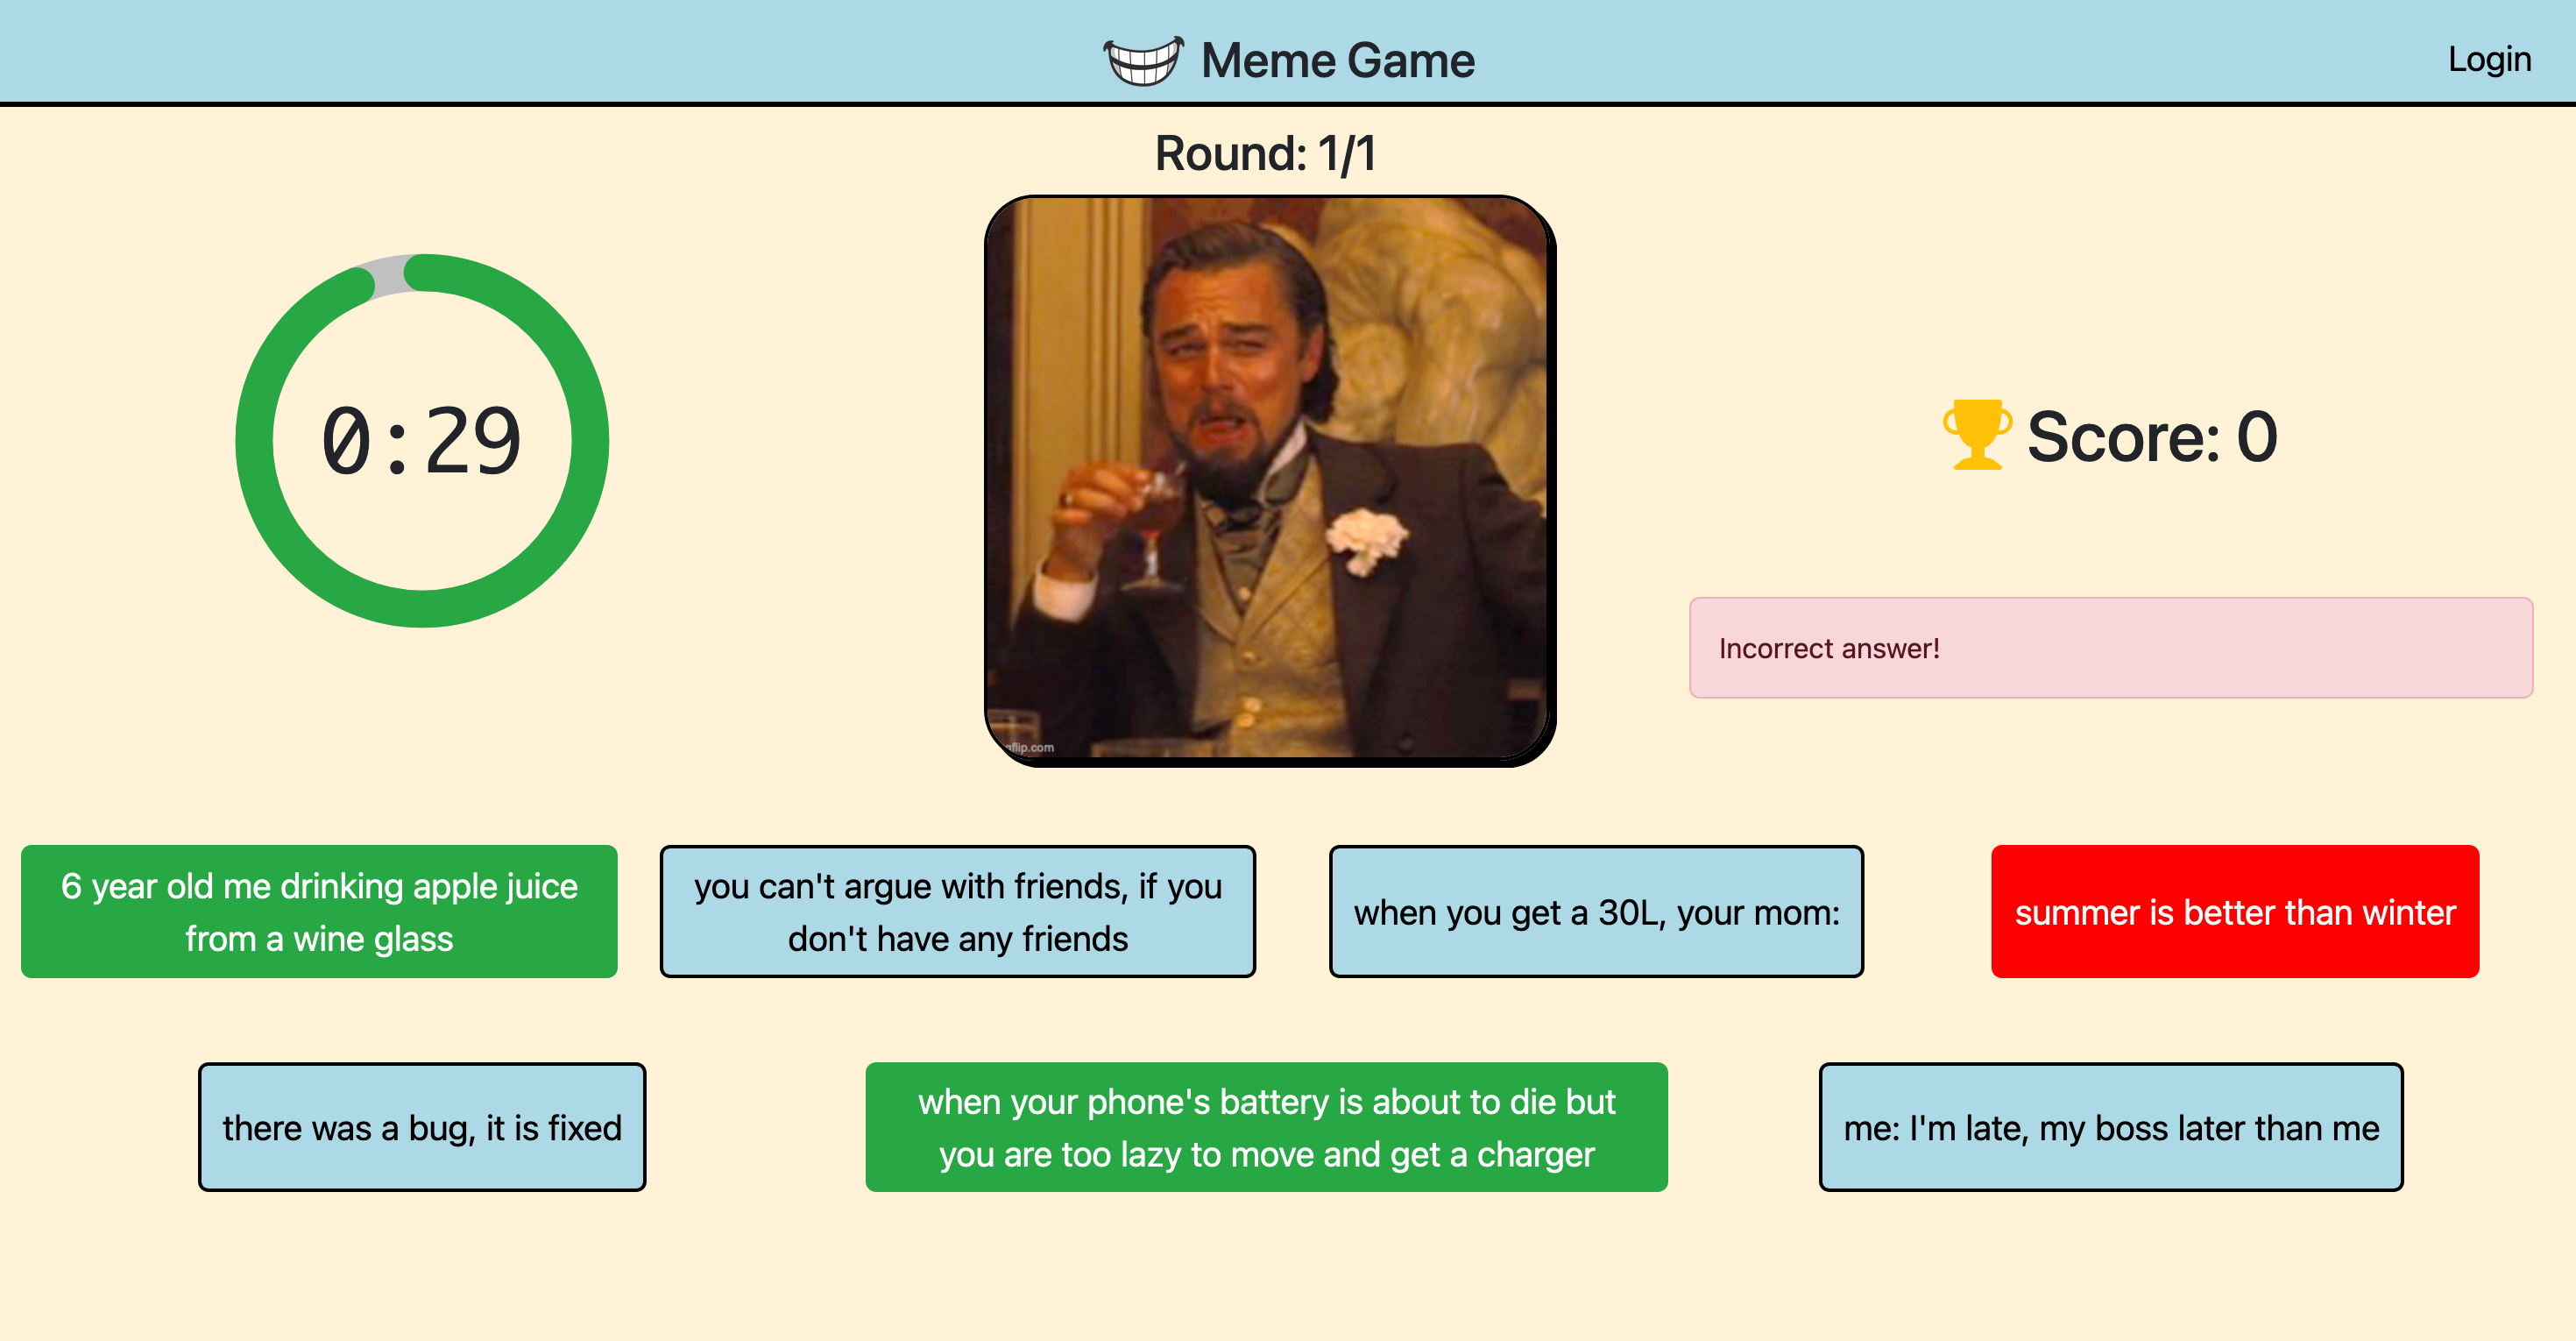 Meme Game
Login
Round: 1/1
0:29
Score: 0
Incorrect answer!
6 year old me drinking apple juice
from a wine glass
you can't argue with friends, if you
don't have any friends
when you get a 30L, your mom:
summer is better than winter
there was a bug, it is fixed
when your phone's battery is about to die but
you are too lazy to move and get a charger
me: I'm late, my boss later than me